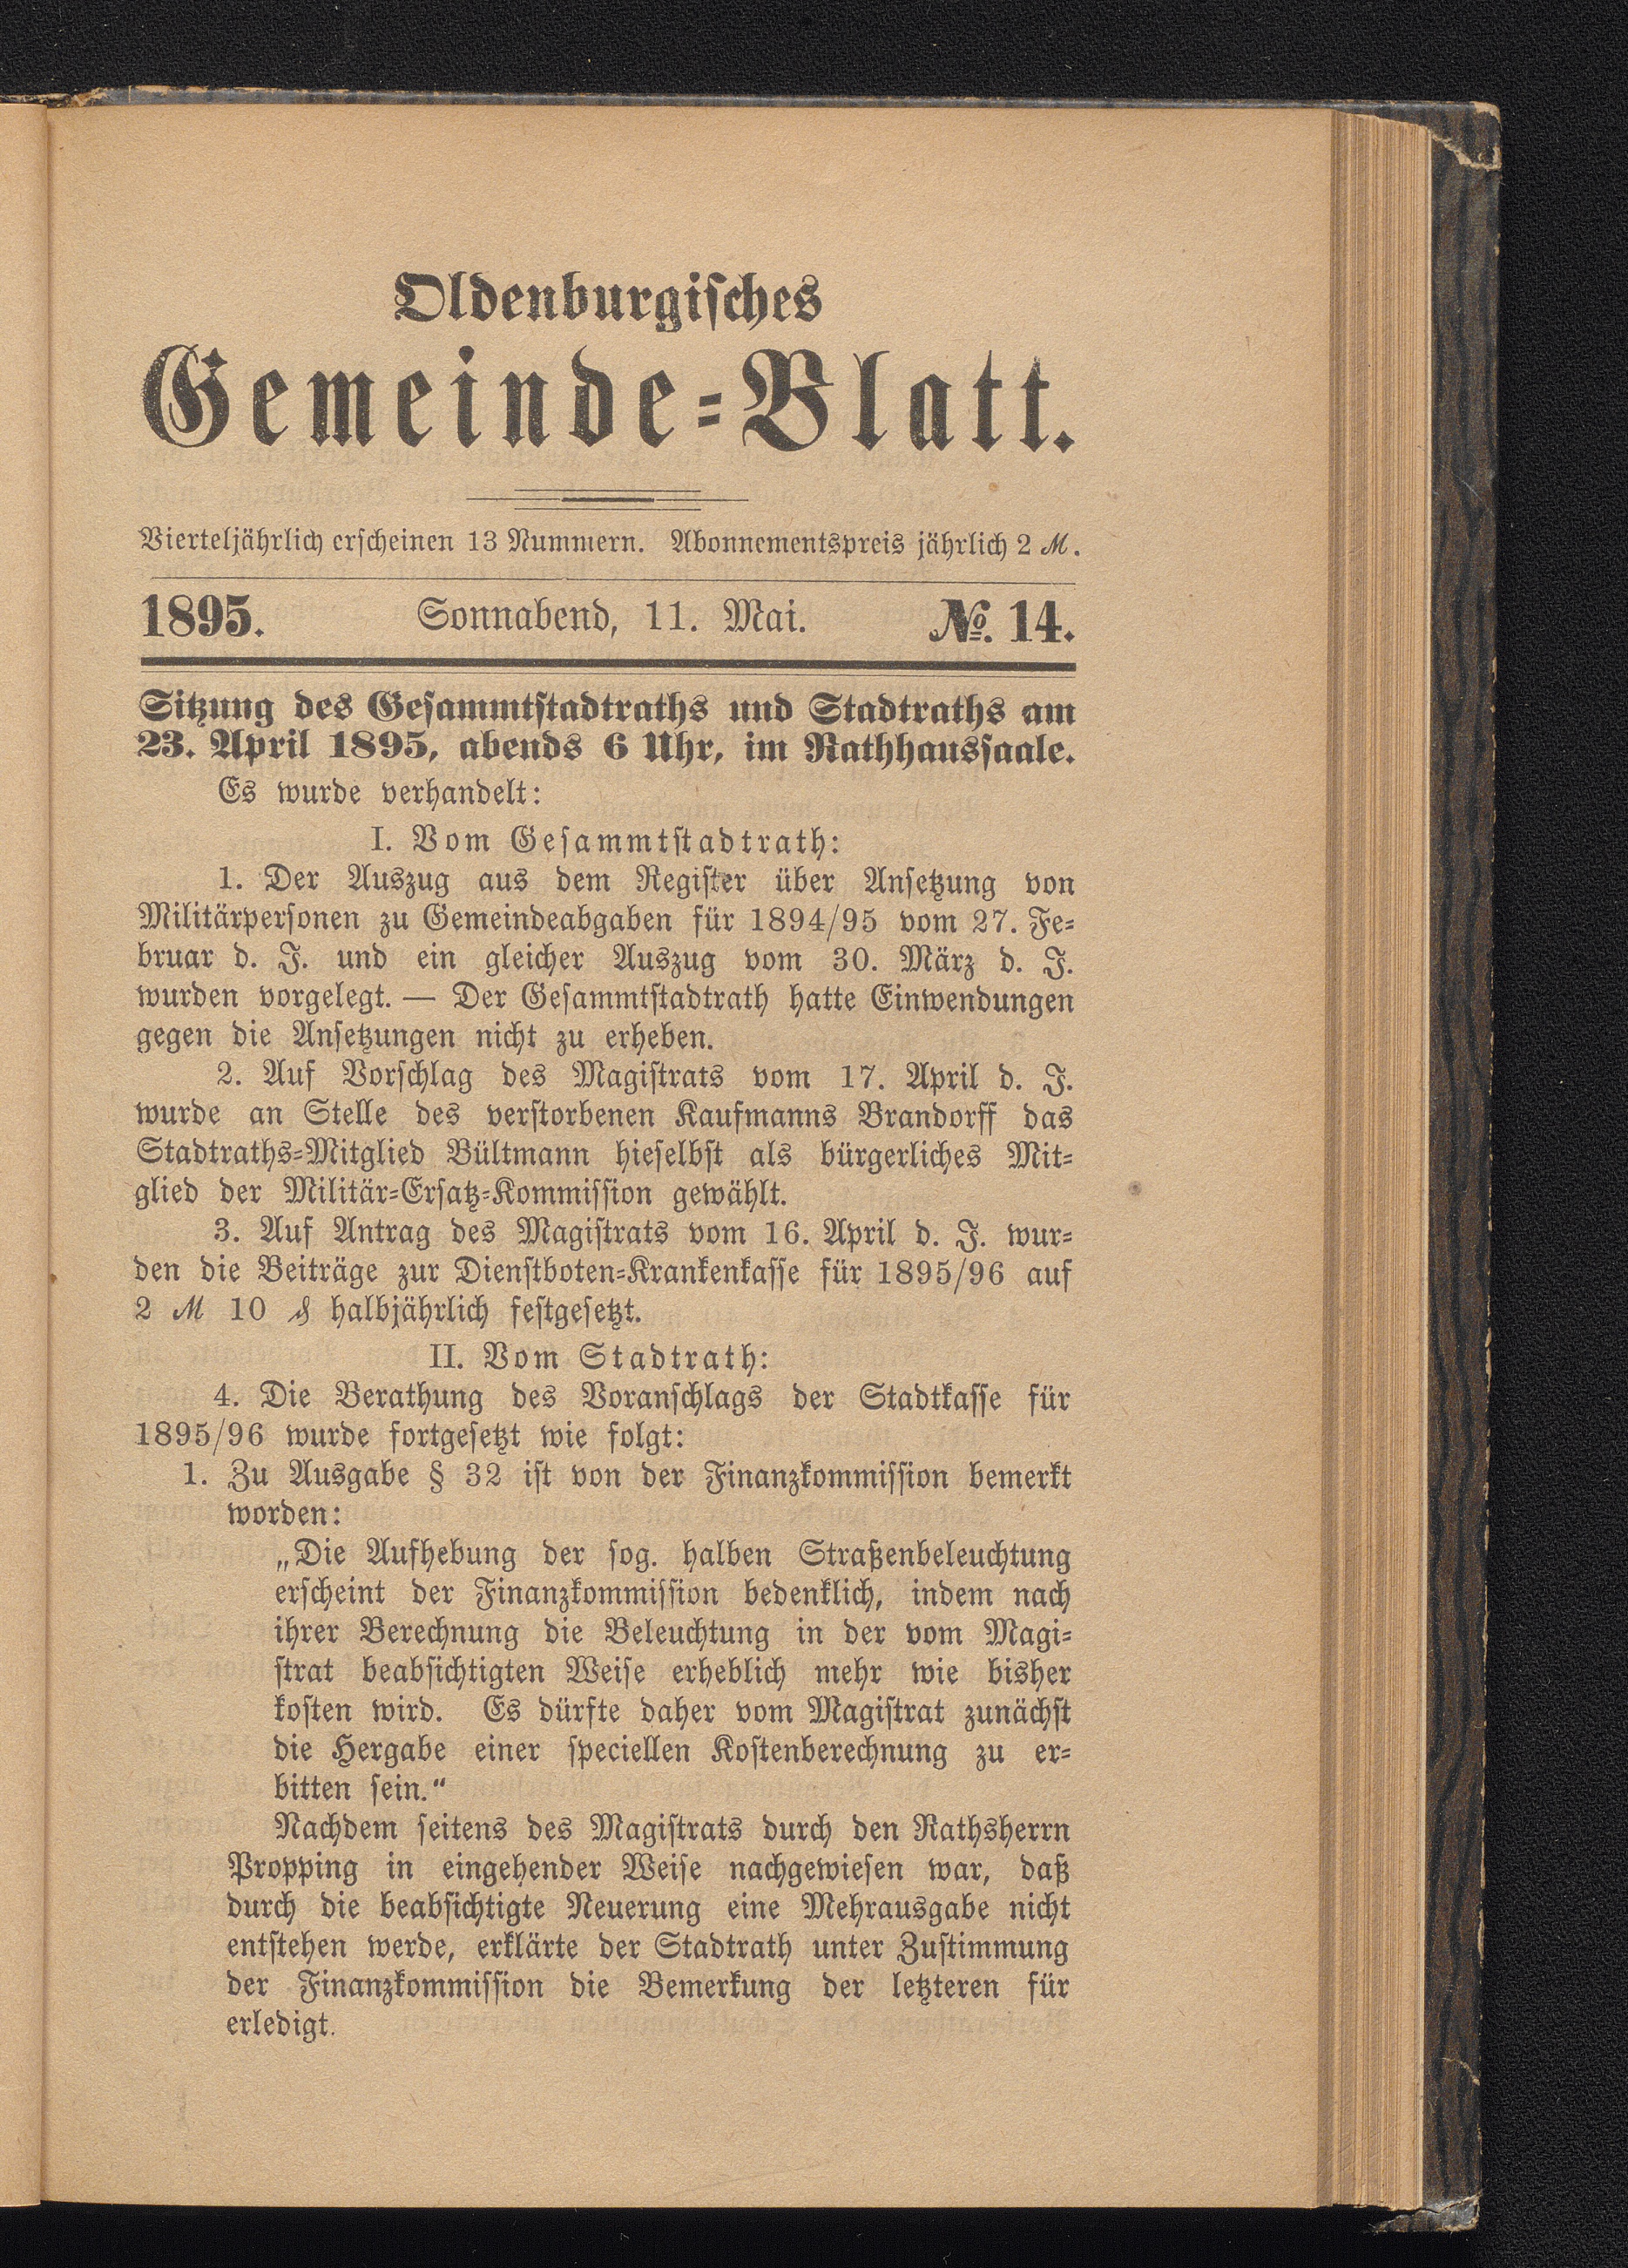 Oldenburgisches
Gemeinde-Blatt.
Vierteljährlich erscheinen 13 Nummern. Abonnementspreis jährlich 2 ℳ.
1895. Sonnabend, 11. Mai. №. 14.
Sitzung des Gesammtstadtraths und Stadtraths am
23. April 1895, abends 6 Uhr, im Rathhaussaale.
Es wurde verhandelt:
I. Vom Gesammtstadtrath:
1. Der Auszug aus dem Register über Ansetzung von
Militärpersonen zu Gemeindeabgaben für 1894/95 vom 27. Fe-
bruar d. J. und ein gleicher Auszug vom 30. März d. J.
wurden vorgelegt. — Der Gesammtstadtrath hatte Einwendungen
gegen die Ansetzungen nicht zu erheben.
2. Auf Vorschlag des Magistrats vom 17. April d. J.
wurde an Stelle des verstorbenen Kaufmanns Brandorff das
Stadtraths-Mitglied Bültmann hieselbst als bürgerliches Mit-
glied der Militär-Ersatz-Kommission gewählt.
3. Auf Antrag des Magistrats vom 16. April d. J. wur-
den die Beiträge zur Dienstboten-Krankenkasse für 1895/96 auf
2 ℳ 10 ₰ halbjährlich festgesetzt.
II. Vom Stadtrath:
4. Die Berathung des Voranschlags der Stadtkasse für
1895/96 wurde fortgesetzt wie folgt:
1. Zu Ausgabe § 32 ist von der Finanzkommission bemerkt
worden:
„Die Aufhebung der sog. halben Straßenbeleuchtung
erscheint der Finanzkommission bedenklich, indem nach
ihrer Berechnung die Beleuchtung in der vom Magi-
strat beabsichtigten Weise erheblich mehr wie bisher
kosten wird. Es dürfte daher vom Magistrat zunächst
die Hergabe einer speciellen Kostenberechnung zu er-
bitten sein.“
Nachdem seitens des Magistrats durch den Rathsherrn
Propping in eingehender Weise nachgewiesen war, daß
durch die beabsichtigte Neuerung eine Mehrausgabe nicht
entstehen werde, erklärte der Stadtrath unter Zustimmung
der Finanzkommission die Bemerkung der letzteren für
erledigt.